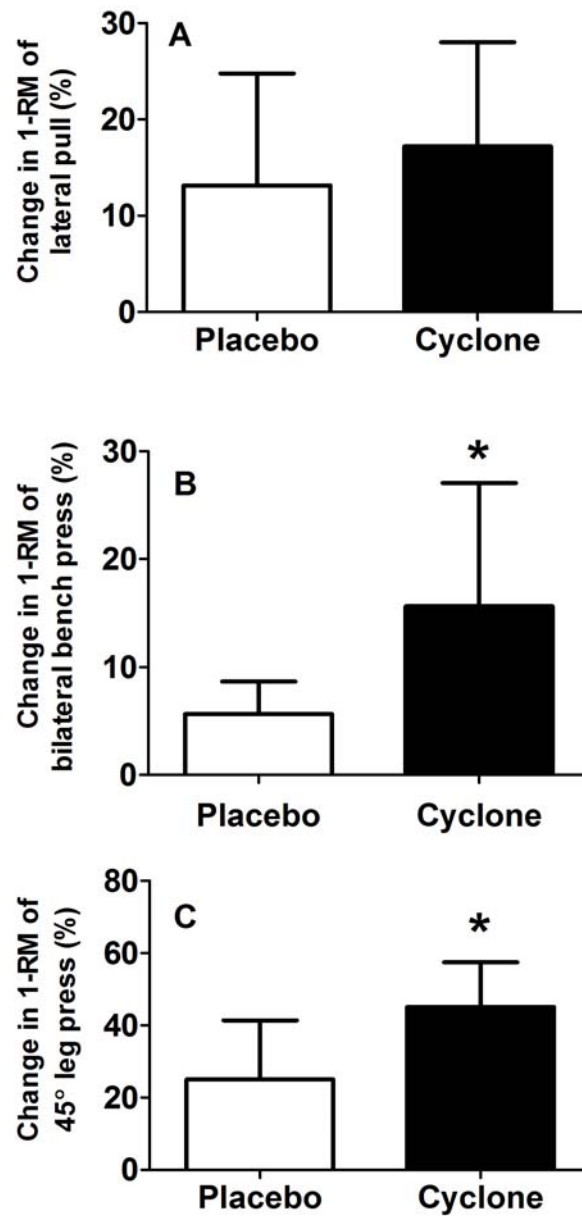 A
Change in 1-RM of
lateral pull (%)
30
20
10
0
Placebo Cyclone
B
Change in 1-RM of
bilateral bench press (%)
30
20
10
0
*
Placebo Cyclone
C
Change in 1-RM of
45° leg press (%)
80
60
40
20
0
*
Placebo Cyclone